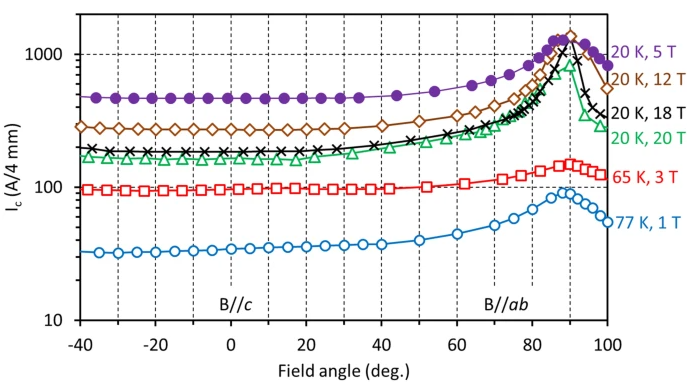 1000
100
10
I_c (A/4 mm)
-40 -20 0 20 40 60 80 100
Field angle (deg.)
B//c
B//ab
20 K, 5 T
20 K, 12 T
20 K, 18 T
20 K, 20 T
65 K, 3 T
77 K, 1 T